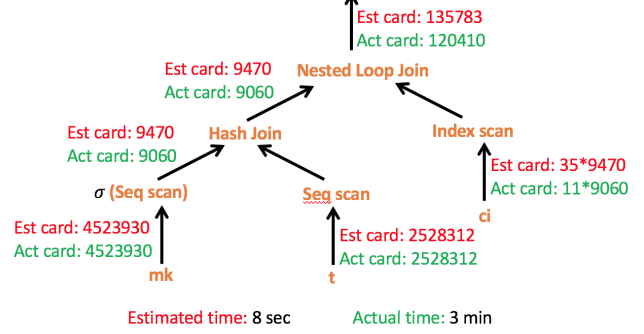 Est card: 135783
Act card: 120410
Est card: 9470
Act card: 9060
Nested Loop Join
Est card: 9470
Act card: 9060
Hash Join
Index scan
Est card: 35*9470
Act card: 11*9060
σ (Seq scan)
Seq scan
ci
Est card: 4523930
Act card: 4523930
Est card: 2528312
Act card: 2528312
mk
t
Estimated time: 8 sec
Actual time: 3 min